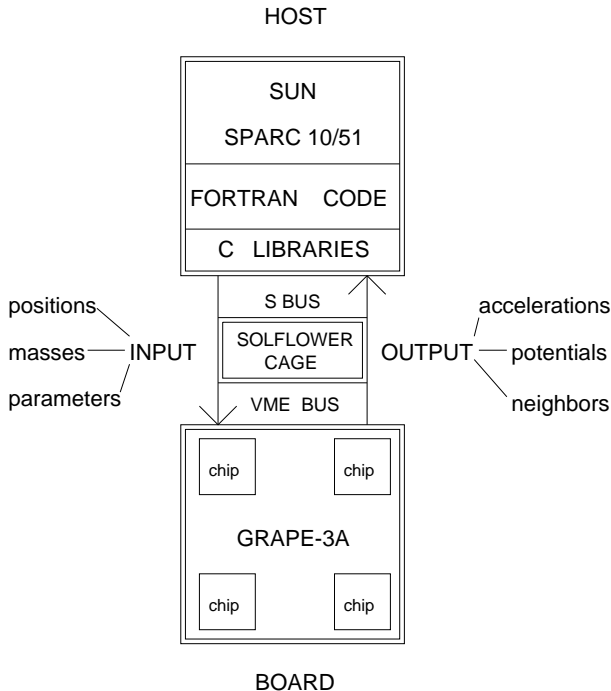 HOST
SUN
SPARC 10/51
FORTRAN CODE
C LIBRARIES
S BUS
positions
masses
parameters
INPUT
SOLFLOWER
CAGE
OUTPUT
accelerations
potentials
neighbors
VME BUS
chip
chip
GRAPE-3A
chip
chip
BOARD